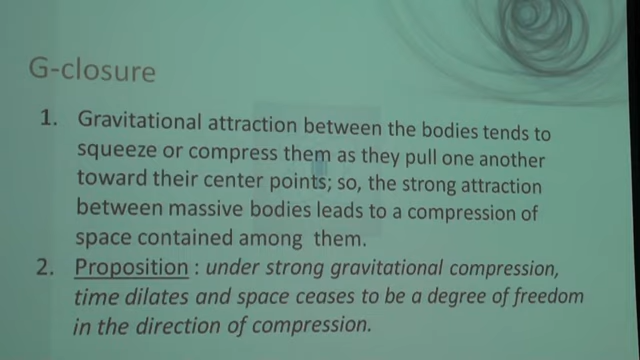 G-closure
1. Gravitational attraction between the bodies tends to
squeeze or compress them as they pull one another
toward their center points; so, the strong attraction
between massive bodies leads to a compression of
space contained among them.
2. Proposition : under strong gravitational compression,
time dilates and space ceases to be a degree of freedom
in the direction of compression.